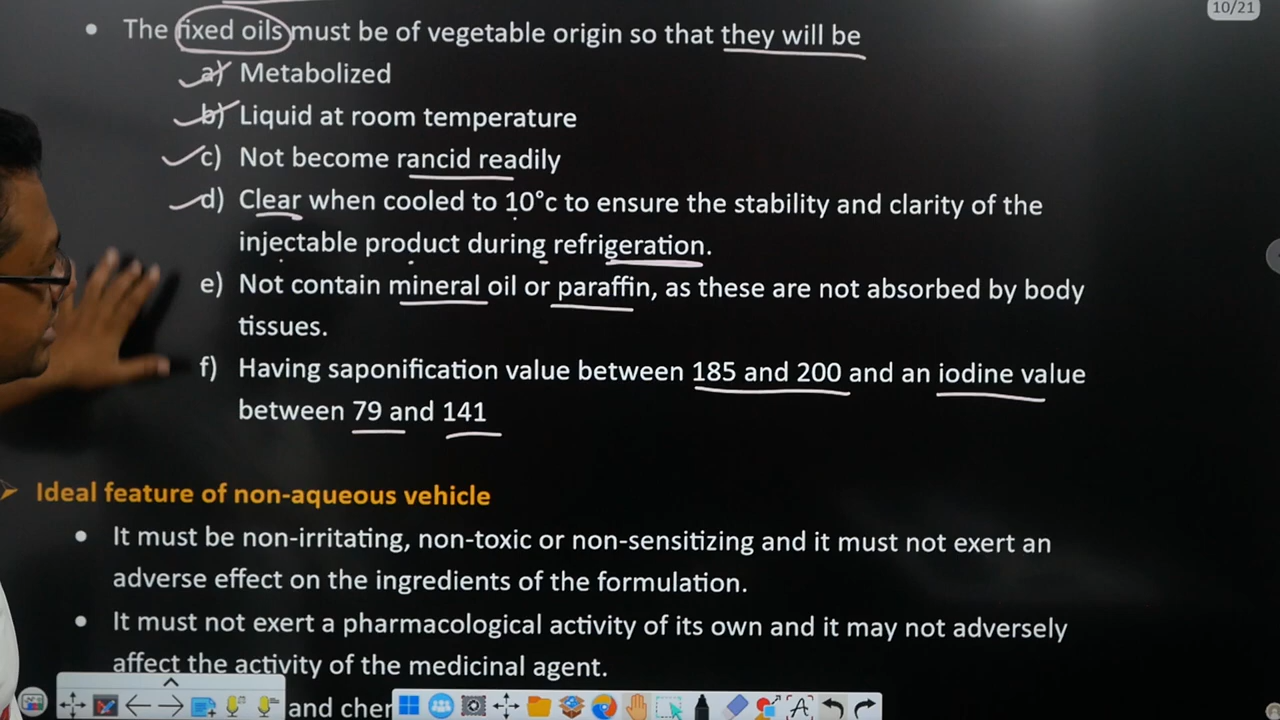 10/21
• The fixed oils must be of vegetable origin so that they will be
a) Metabolized
b) Liquid at room temperature
c) Not become rancid readily
d) Clear when cooled to 10°c to ensure the stability and clarity of the
injectable product during refrigeration.
e) Not contain mineral oil or paraffin, as these are not absorbed by body
tissues.
f) Having saponification value between 185 and 200 and an iodine value
between 79 and 141
➢ Ideal feature of non-aqueous vehicle
• It must be non-irritating, non-toxic or non-sensitizing and it must not exert an
adverse effect on the ingredients of the formulation.
• It must not exert a pharmacological activity of its own and it may not adversely
affect the activity of the medicinal agent.
and